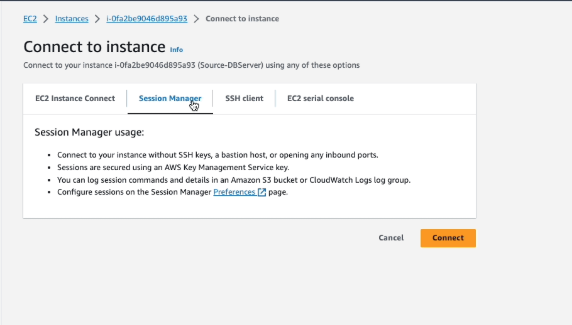 EC2 > Instances > i-0fa2be9046d895a93 > Connect to instance
Connect to instance Info
Connect to your instance i-0fa2be9046d895a93 (Source-DBServer) using any of these options
EC2 Instance Connect Session Manager SSH client EC2 serial console
Session Manager usage:
• Connect to your instance without SSH keys, a bastion host, or opening any inbound ports.
• Sessions are secured using an AWS Key Management Service key.
• You can log session commands and details in an Amazon S3 bucket or CloudWatch Logs log group.
• Configure sessions on the Session Manager Preferences page.
Cancel Connect